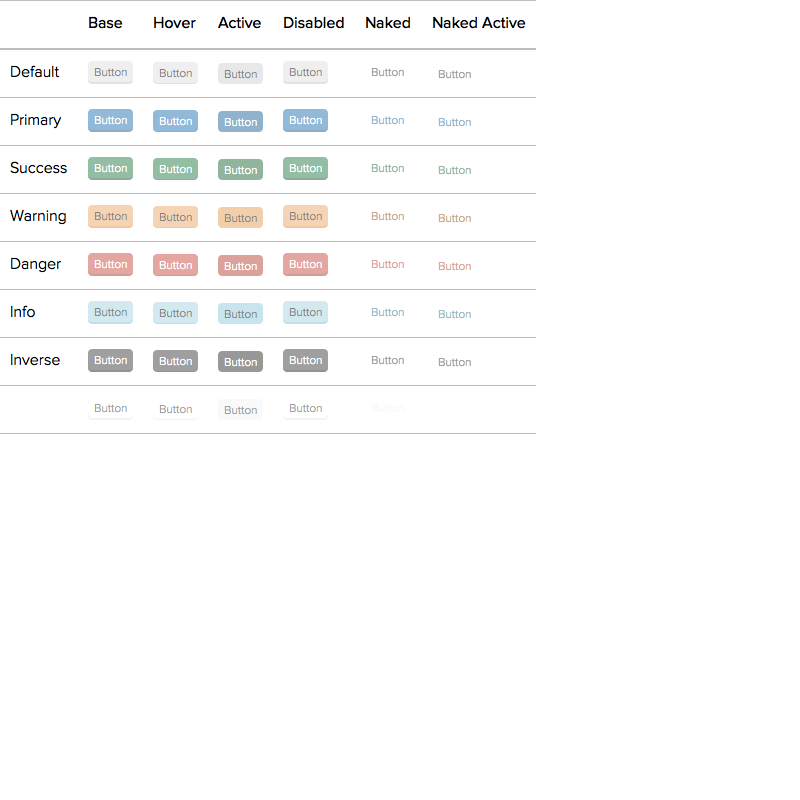 Base Hover Active Disabled Naked Naked Active
Default Button Button Button Button Button Button
Primary Button Button Button Button Button Button
Success Button Button Button Button Button Button
Warning Button Button Button Button Button Button
Danger Button Button Button Button Button Button
Info Button Button Button Button Button Button
Inverse Button Button Button Button Button Button
Button Button Button Button Button